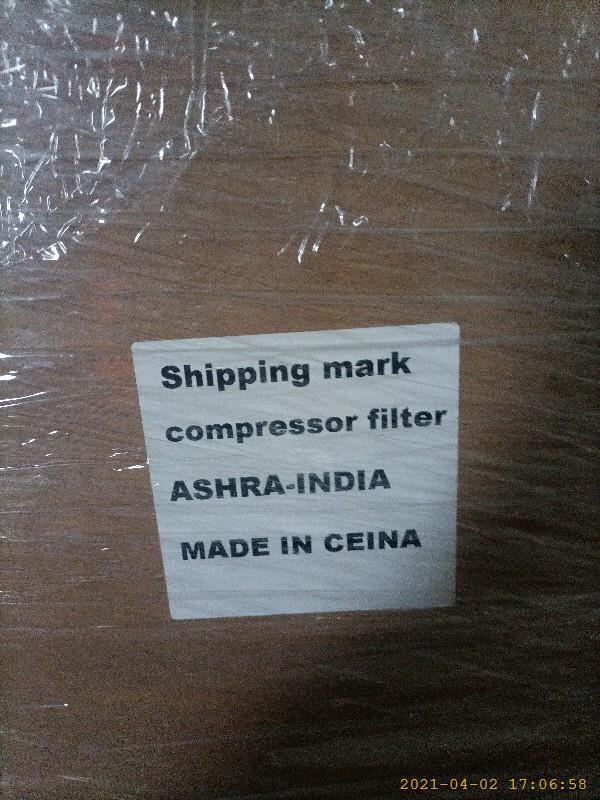 Shipping mark
compressor filter
ASHRA-INDIA
MADE IN CEINA
2021-04-02 17:06:58